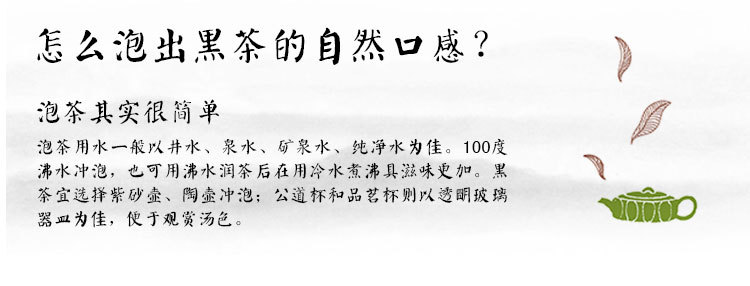 怎么泡出黑茶的自然口感？
泡茶其实很简单
泡茶用水一般以井水、泉水、矿泉水、纯净水为佳。100度
沸水冲泡，也可用沸水润茶后在用冷水煮沸具滋味更加。黑
茶宜选择紫砂壶、陶壶冲泡；公道杯和品茗杯则以透明玻璃
器皿为佳，便于观赏汤色。